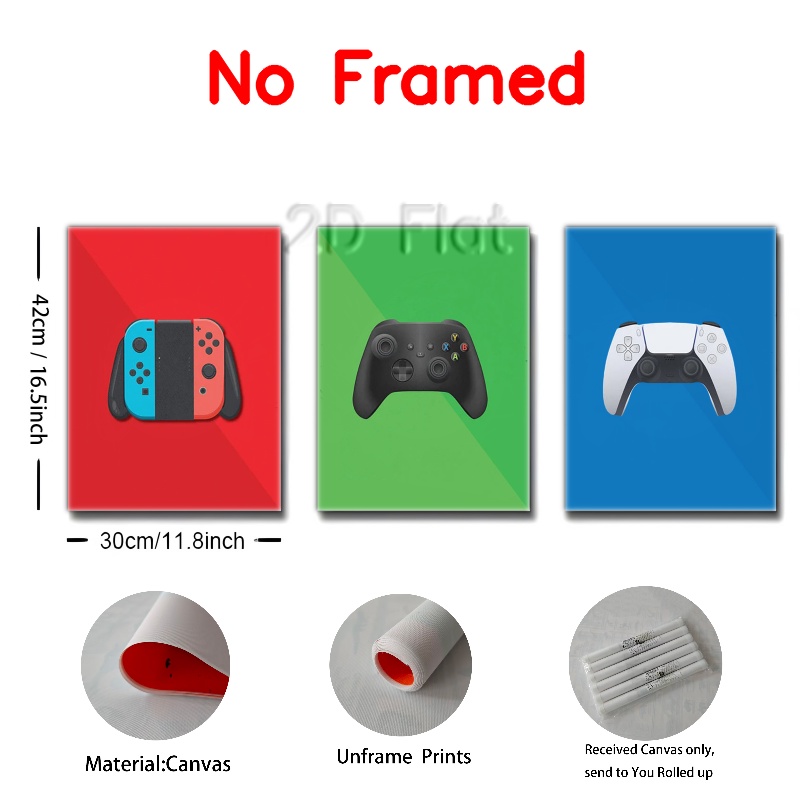 No Framed
2D Flat
42cm / 16.5inch
Y
X B
A
30cm/11.8inch
Material:Canvas
Unframe Prints
Received Canvas only,
send to You Rolled up